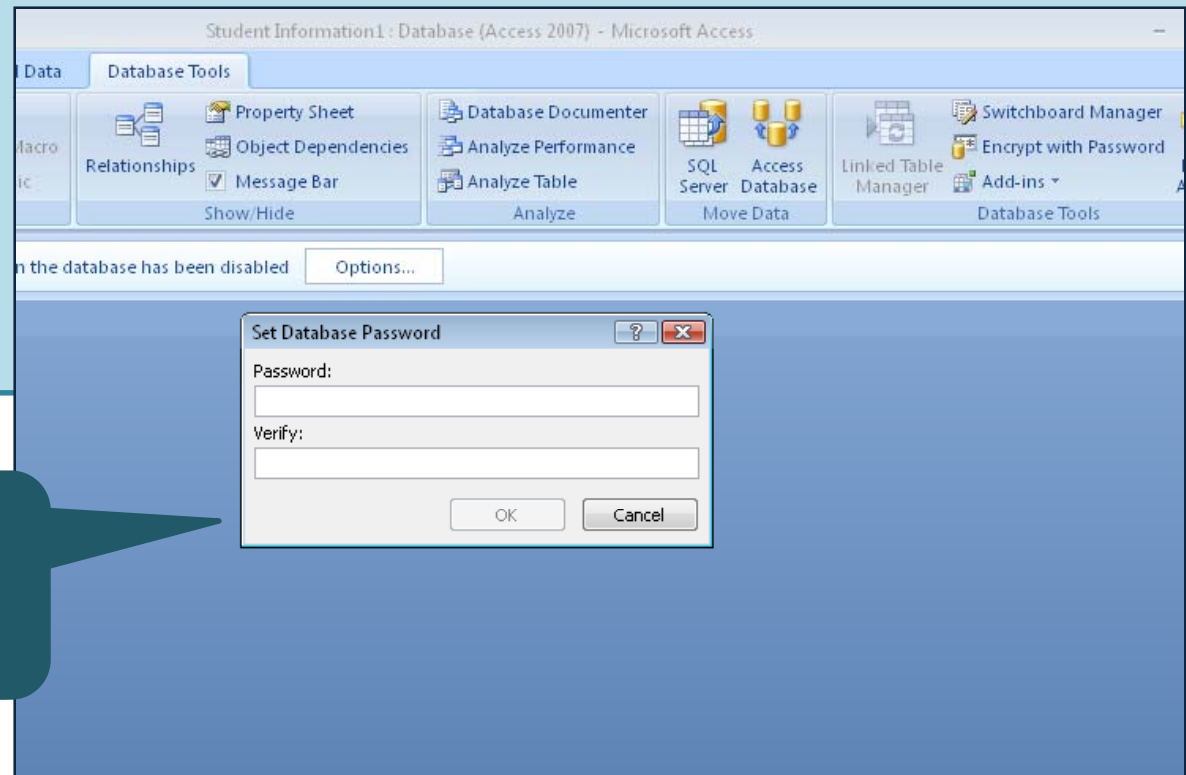 Student Information1 : Database (Access 2007) - Microsoft Access
Data Database Tools
Property Sheet Database Documenter Switchboard Manager
Macro Object Dependencies Analyze Performance Encrypt with Password
Relationships SQL Access Linked Table
Message Bar Analyze Table Server Database Manager Add-ins
Show/Hide Analyze Move Data Database Tools
n the database has been disabled Options...
Set Database Password
Password:
Verify:
OK Cancel